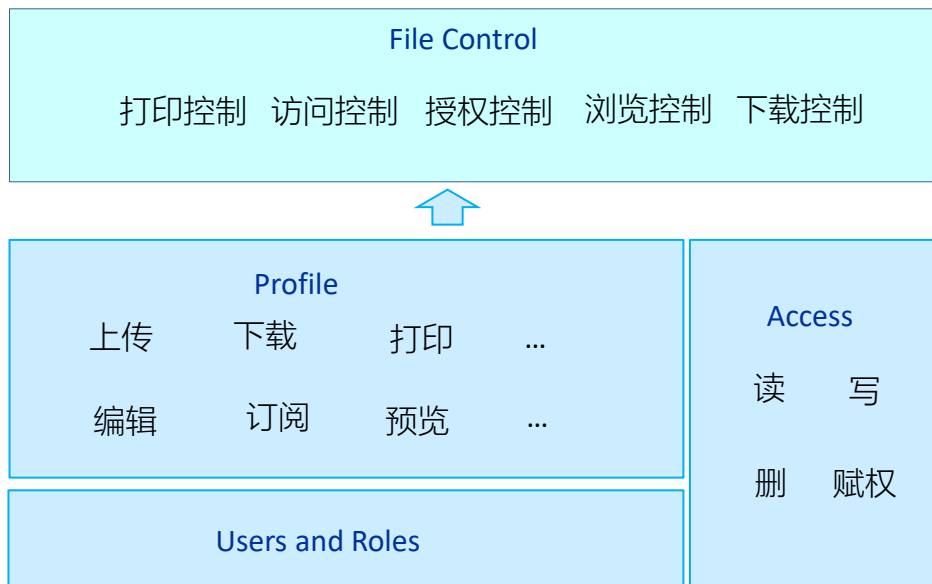 File Control
打印控制 访问控制 授权控制 浏览控制 下载控制
Profile
上传 下载 打印 ...
编辑 订阅 预览 ...
Access
读 写
删 赋权
Users and Roles